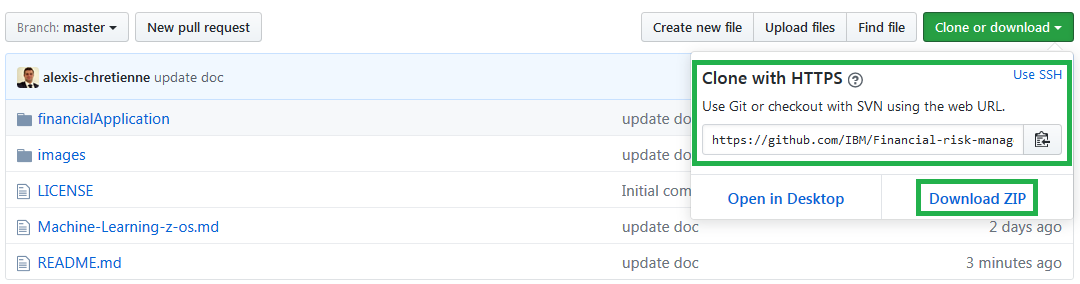 Branch: master New pull request Create new file Upload files Find file Clone or download
alexis-chretienne update doc
Clone with HTTPS Use SSH
Use Git or checkout with SVN using the web URL.
https://github.com/IBM/Financial-risk-manag
Open in Desktop Download ZIP
financialApplication update doc
images update doc
LICENSE Initial com
Machine-Learning-z-os.md update doc 2 days ago
README.md update doc 3 minutes ago